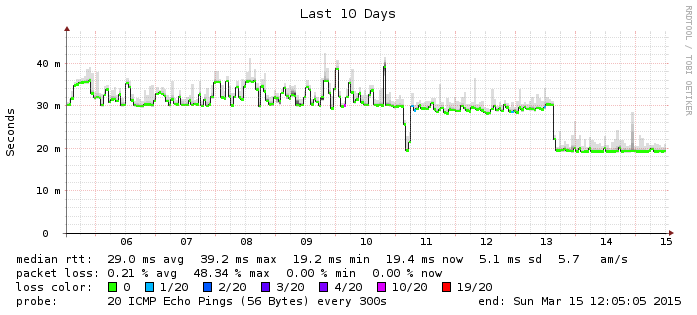 Last 10 Days
RRDTOOL / TOBI OETIKER
Seconds
40 m
30 m
20 m
10 m
0
06 07 08 09 10 11 12 13 14 15
median rtt: 29.0 ms avg 39.2 ms max 19.2 ms min 19.4 ms now 5.1 ms sd 5.7 am/s
packet loss: 0.21 % avg 48.34 % max 0.00 % min 0.00 % now
loss color: 0 1/20 2/20 3/20 4/20 10/20 19/20
probe: 20 ICMP Echo Pings (56 Bytes) every 300s end: Sun Mar 15 12:05:05 2015